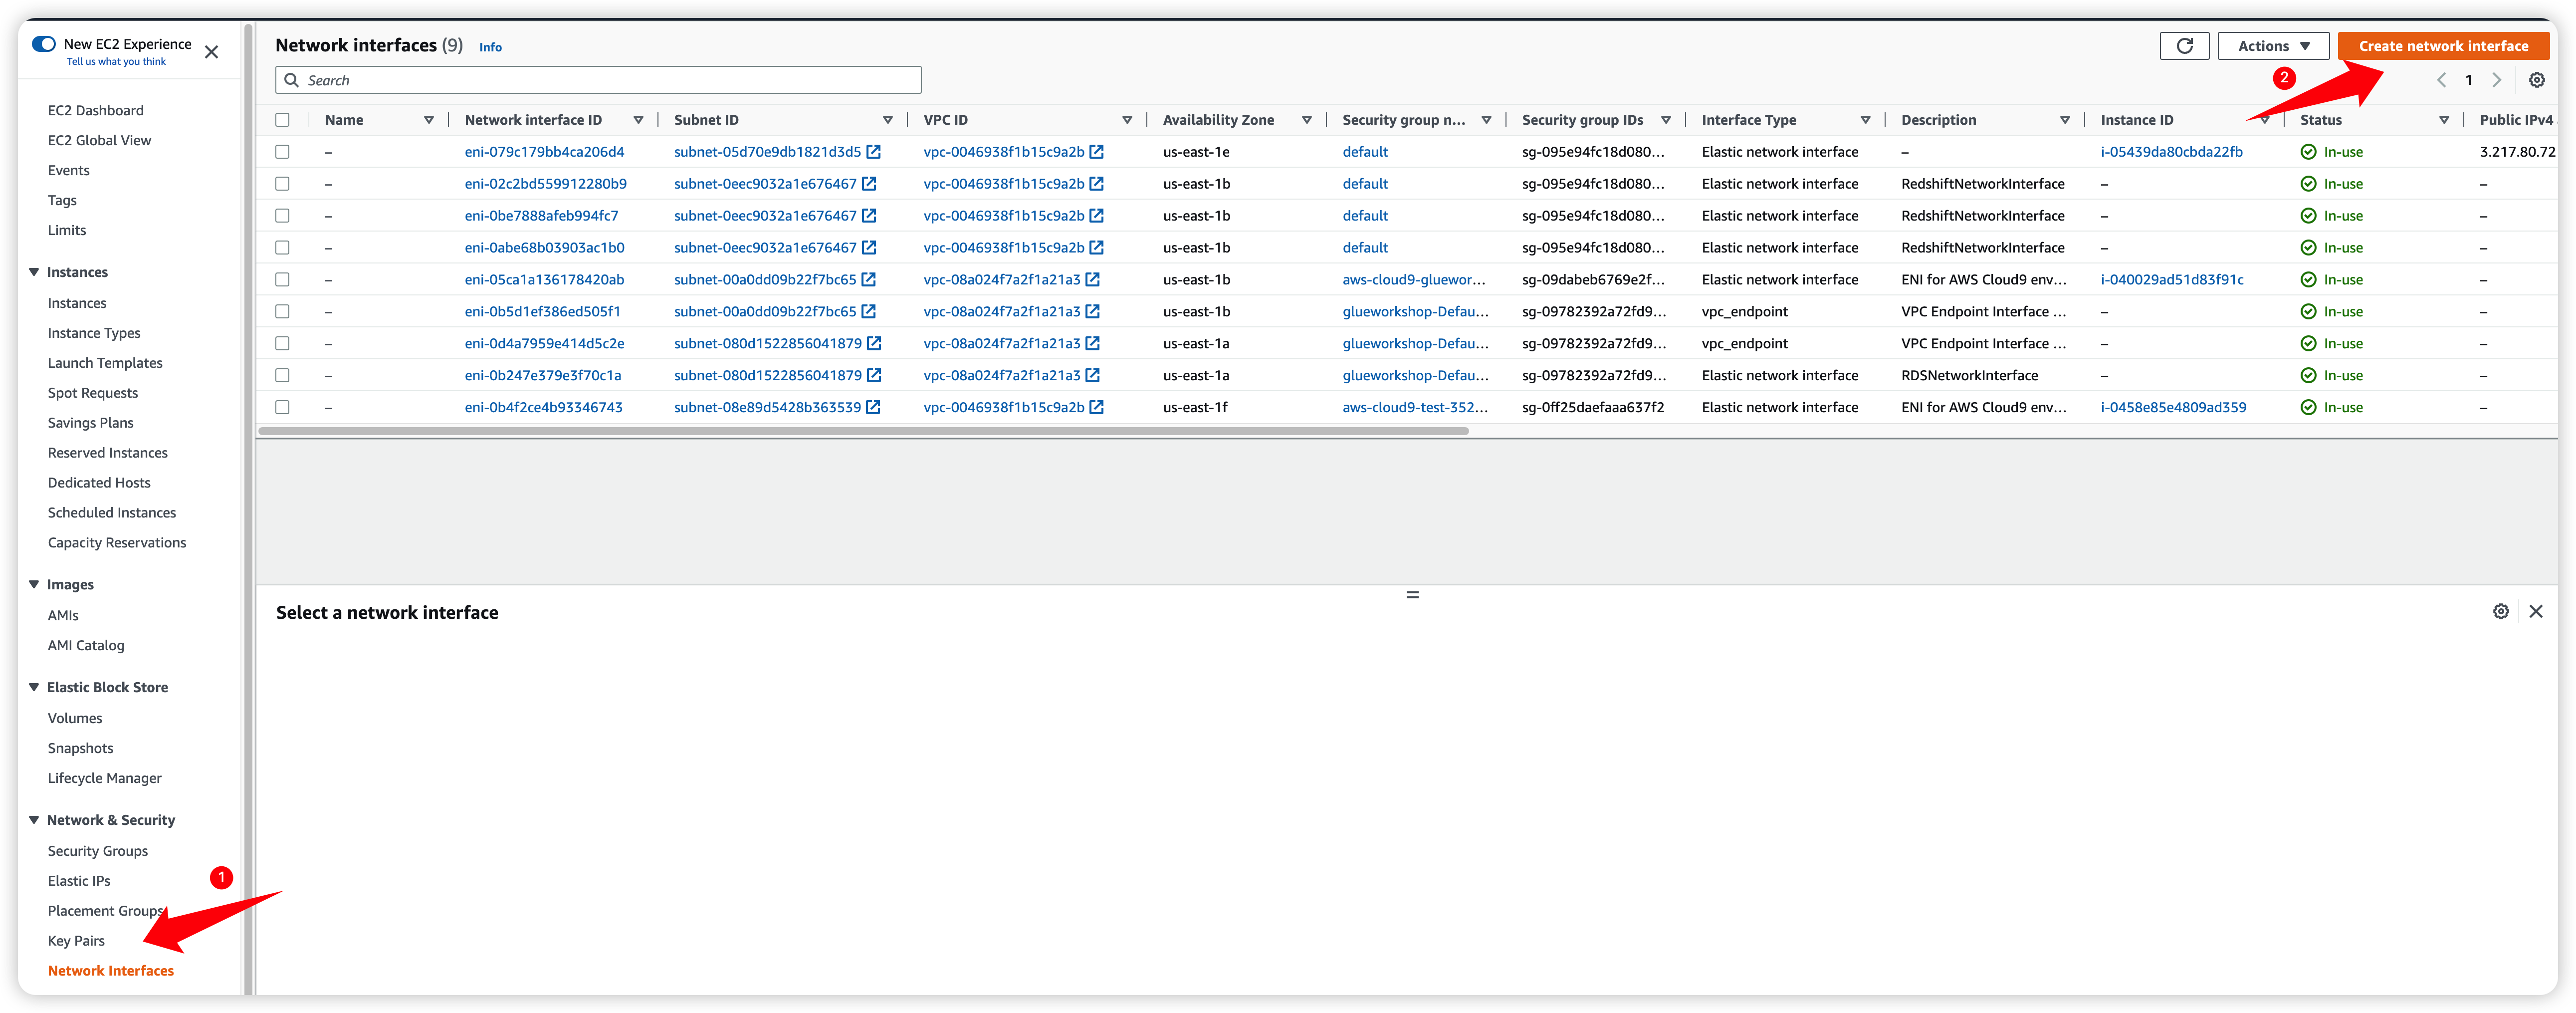 New EC2 Experience
Tell us what you think
EC2 Dashboard
EC2 Global View
Events
Tags
Limits
Instances
Instances
Instance Types
Launch Templates
Spot Requests
Savings Plans
Reserved Instances
Dedicated Hosts
Scheduled Instances
Capacity Reservations
Images
AMIs
AMI Catalog
Elastic Block Store
Volumes
Snapshots
Lifecycle Manager
Network & Security
Security Groups
Elastic IPs
1
Placement Groups
Key Pairs
Network Interfaces
Network interfaces (9) Info
Actions Create network interface
Search
2
1
Name Network interface ID Subnet ID VPC ID Availability Zone Security group n... Security group IDs Interface Type Description Instance ID Status Public IPv4
– eni-079c179bb4ca206d4 subnet-05d70e9db1821d3d5 vpc-0046938f1b15c9a2b us-east-1e default sg-095e94fc18d080... Elastic network interface – i-05439da80cbda22fb In-use 3.217.80.72
– eni-02c2bd559912280b9 subnet-0eec9032a1e676467 vpc-0046938f1b15c9a2b us-east-1b default sg-095e94fc18d080... Elastic network interface RedshiftNetworkInterface – In-use –
– eni-0be7888afeb994fc7 subnet-0eec9032a1e676467 vpc-0046938f1b15c9a2b us-east-1b default sg-095e94fc18d080... Elastic network interface RedshiftNetworkInterface – In-use –
– eni-0abe68b03903ac1b0 subnet-0eec9032a1e676467 vpc-0046938f1b15c9a2b us-east-1b default sg-095e94fc18d080... Elastic network interface RedshiftNetworkInterface – In-use –
– eni-05ca1a136178420ab subnet-00a0dd09b22f7bc65 vpc-08a024f7a2f1a21a3 us-east-1b aws-cloud9-gluewor... sg-09dabeb6769e2f... Elastic network interface ENI for AWS Cloud9 env... i-040029ad51d83f91c In-use –
– eni-0b5d1ef386ed505f1 subnet-00a0dd09b22f7bc65 vpc-08a024f7a2f1a21a3 us-east-1b glueworkshop-Defau... sg-09782392a72fd9... vpc_endpoint VPC Endpoint Interface ... – In-use –
– eni-0d4a7959e414d5c2e subnet-080d1522856041879 vpc-08a024f7a2f1a21a3 us-east-1a glueworkshop-Defau... sg-09782392a72fd9... vpc_endpoint VPC Endpoint Interface ... – In-use –
– eni-0b247e379e3f70c1a subnet-080d1522856041879 vpc-08a024f7a2f1a21a3 us-east-1a glueworkshop-Defau... sg-09782392a72fd9... Elastic network interface RDSNetworkInterface – In-use –
– eni-0b4f2ce4b93346743 subnet-08e89d5428b363539 vpc-0046938f1b15c9a2b us-east-1f aws-cloud9-test-352... sg-0ff25daefaaa637f2 Elastic network interface ENI for AWS Cloud9 env... i-0458e85e4809ad359 In-use –
Select a network interface